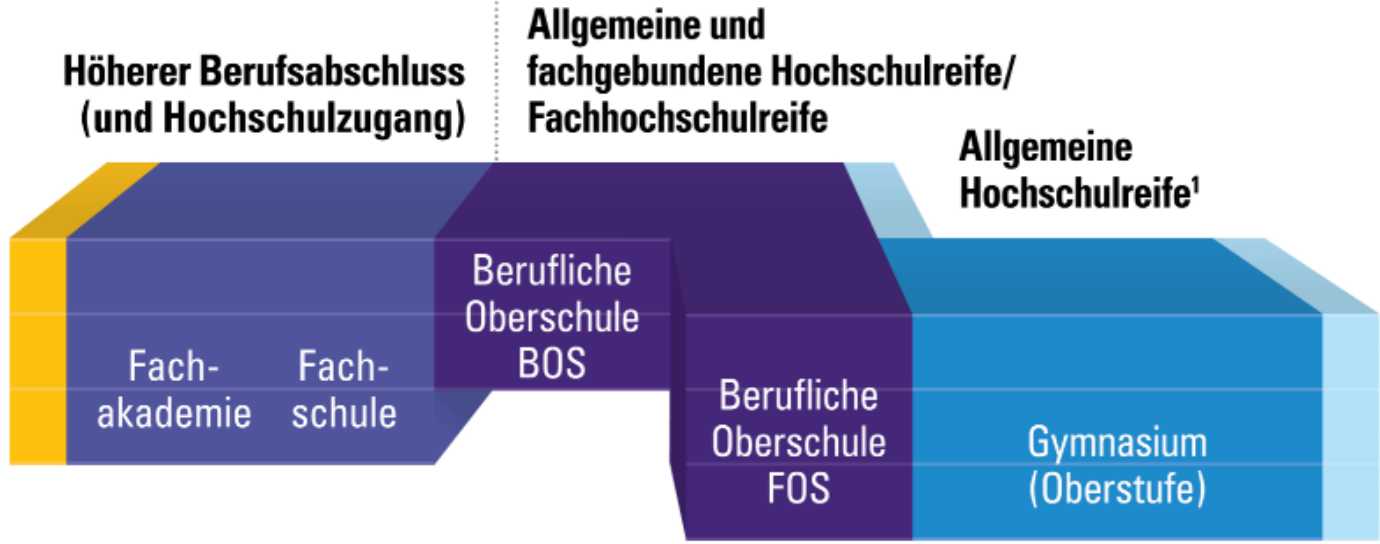 Höherer Berufsabschluss
(und Hochschulzugang)
Allgemeine und
fachgebundene Hochschulreife/
Fachhochschulreife
Allgemeine
Hochschulreife¹
Fach-
akademie
Fach-
schule
Berufliche
Oberschule
BOS
Berufliche
Oberschule
FOS
Gymnasium
(Oberstufe)